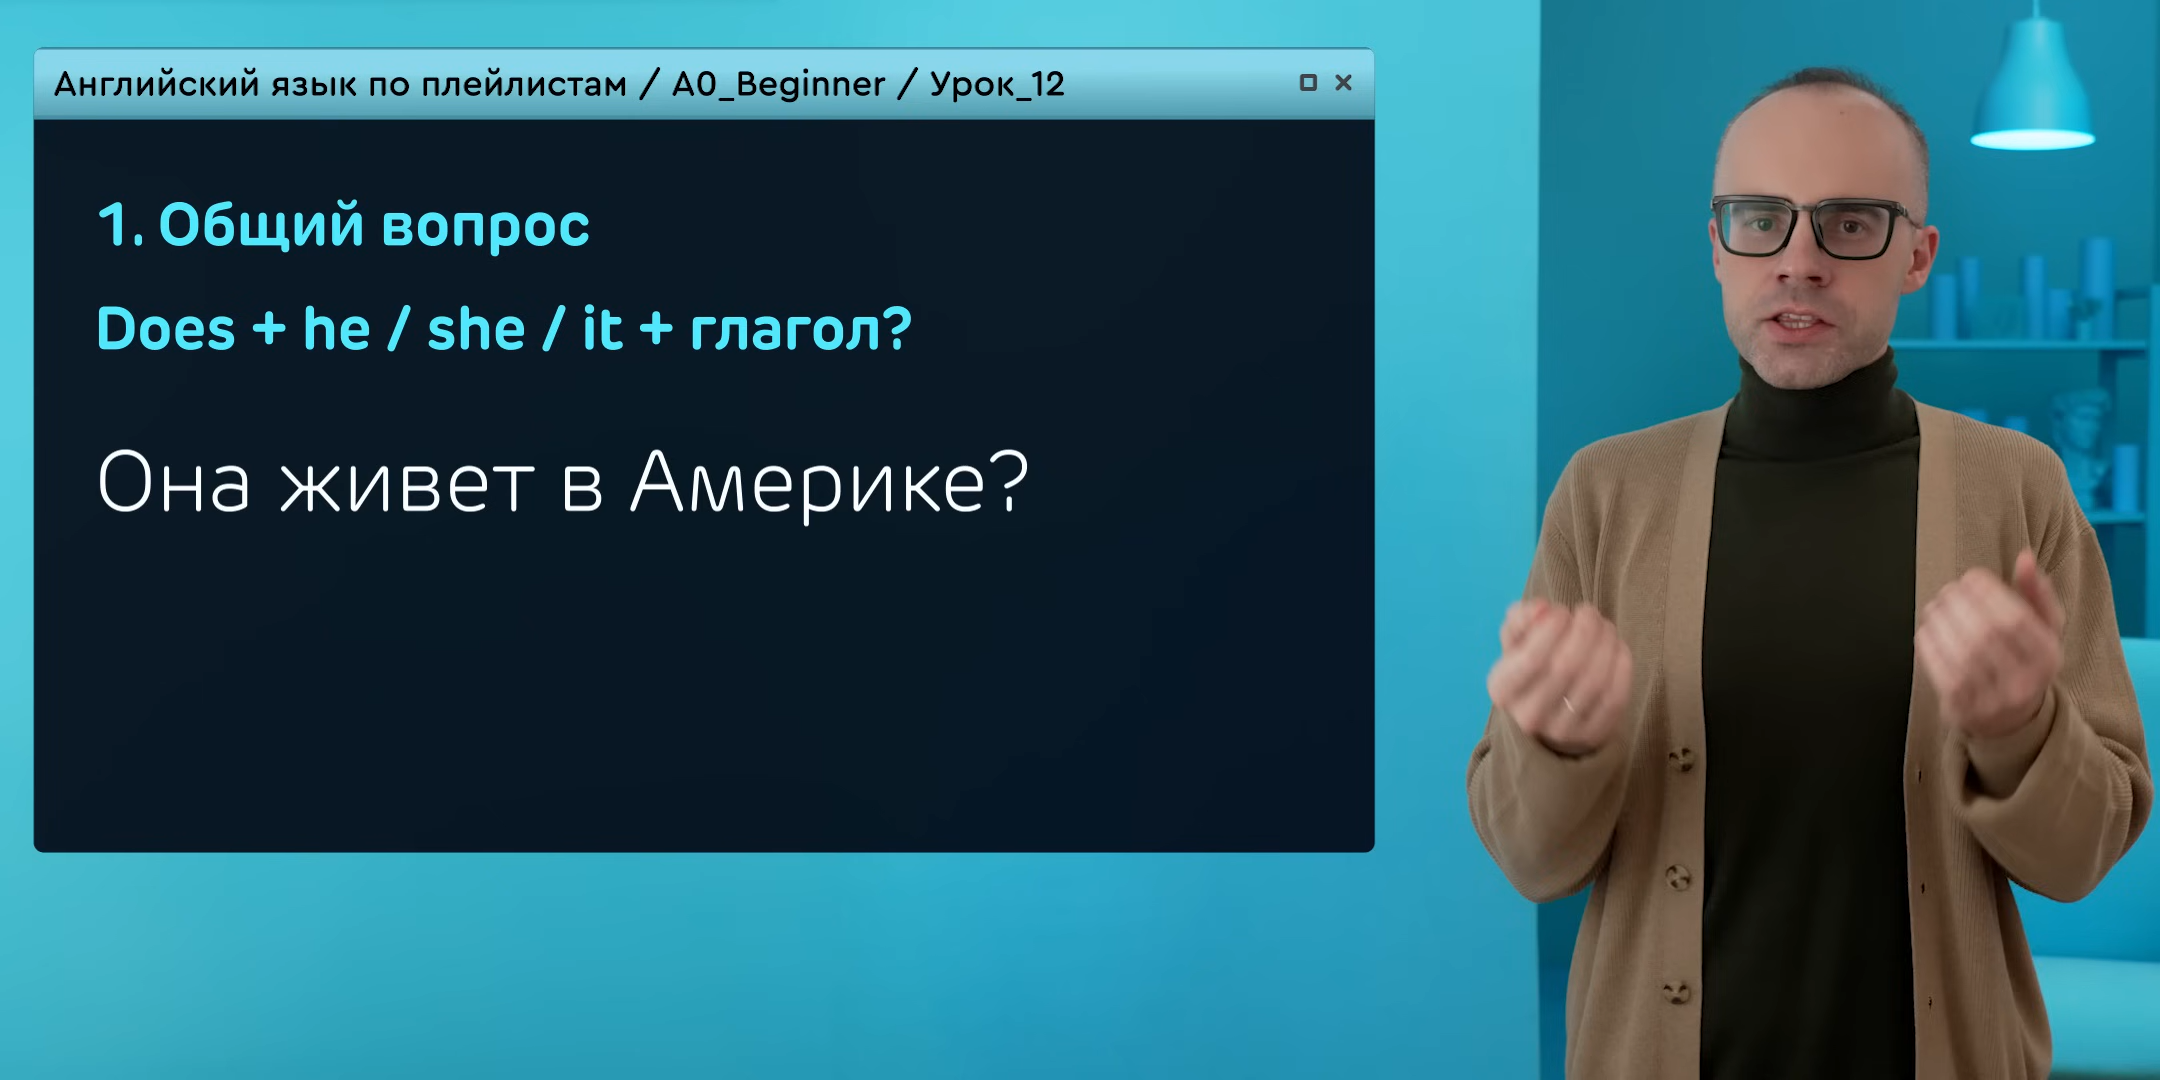 Английский язык по плейлистам / A0_Beginner / Урок_12
1. Общий вопрос
Does + he / she / it + глагол?
Она живет в Америке?